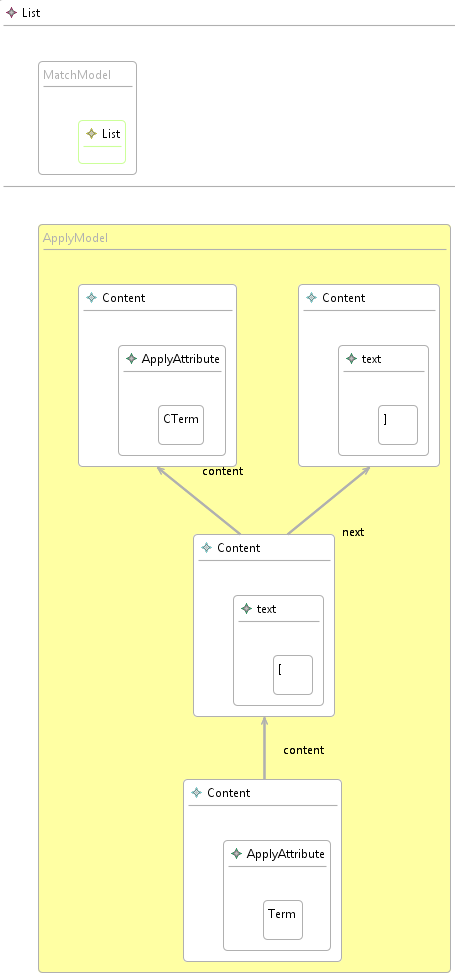 List
MatchModel
List
ApplyModel
Content
Content
ApplyAttribute
text
CTerm
]
content
next
Content
text
[
content
Content
ApplyAttribute
Term